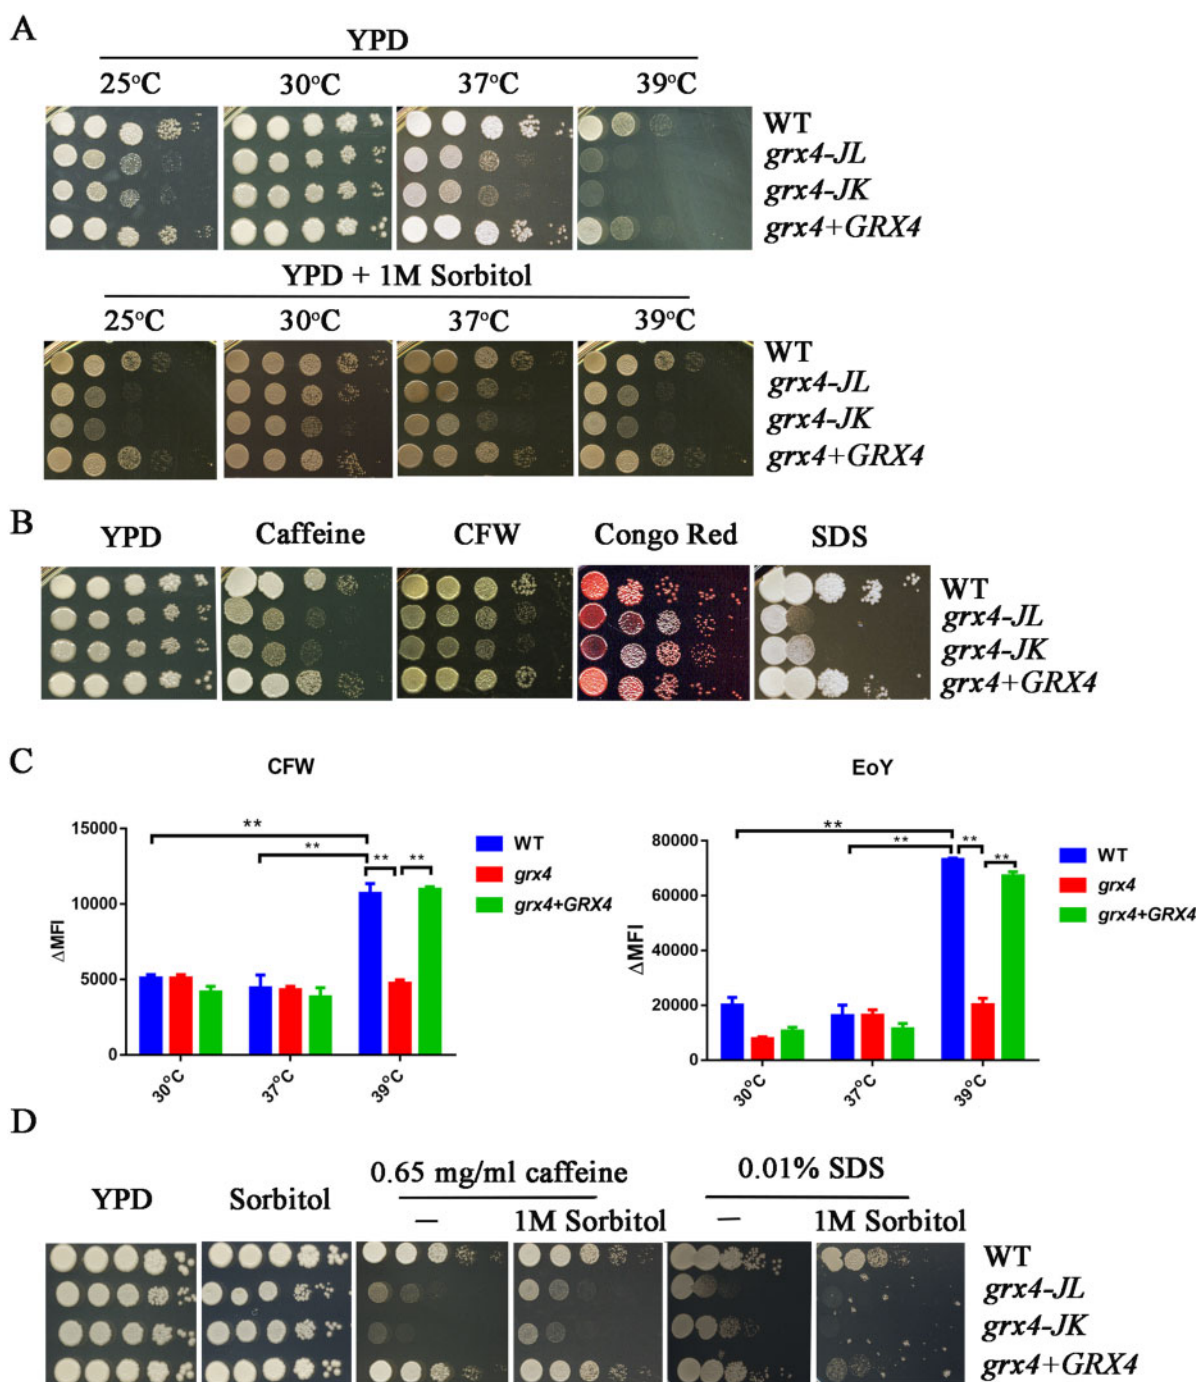 A
YPD
25°C 30°C 37°C 39°C
WT
grx4-JL
grx4-JK
grx4+GRX4
YPD + 1M Sorbitol
25°C 30°C 37°C 39°C
WT
grx4-JL
grx4-JK
grx4+GRX4
B
YPD Caffeine CFW Congo Red SDS
WT
grx4-JL
grx4-JK
grx4+GRX4
C
CFW
ΔMFI
15000
10000
5000
0
**
**
** **
30°C 37°C 39°C
WT
grx4
grx4+GRX4
EoY
ΔMFI
80000
60000
40000
20000
0
**
** **
**
30°C 37°C 39°C
WT
grx4
grx4+GRX4
D
YPD Sorbitol 0.65 mg/ml caffeine 0.01% SDS
— 1M Sorbitol — 1M Sorbitol
WT
grx4-JL
grx4-JK
grx4+GRX4